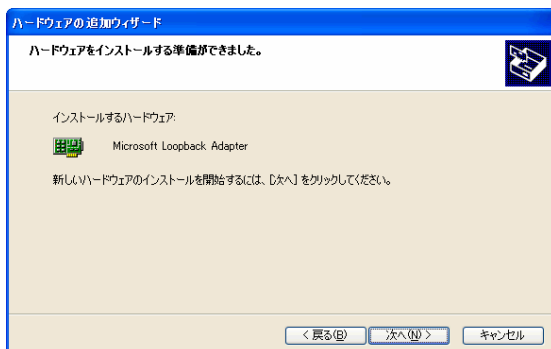 ハードウェアの追加ウィザード
ハードウェアをインストールする準備ができました。
インストールするハードウェア:
Microsoft Loopback Adapter
新しいハードウェアのインストールを開始するには、[次へ] をクリックしてください。
< 戻る(B)
次へ(N) >
キャンセル